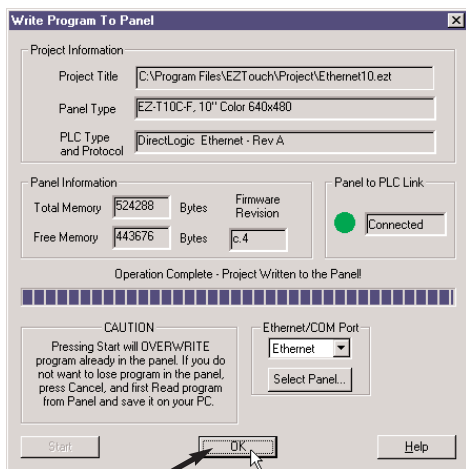 Write Program To Panel
Project Information
Project Title C:\Program Files\EZTouch\Project\Ethernet10.ezt
Panel Type EZ-T10C-F, 10" Color 640x480
PLC Type
and Protocol DirectLogic Ethernet - Rev A
Panel Information
Total Memory 524288 Bytes Firmware
Revision
Free Memory 443676 Bytes c.4
Panel to PLC Link
Connected
Operation Complete - Project Written to the Panel!
CAUTION
Pressing Start will OVERWRITE
program already in the panel. If you do
not want to lose program in the panel,
press Cancel, and first Read program
from Panel and save it on your PC.
Ethernet/COM Port
Ethernet
Select Panel...
Start OK Help